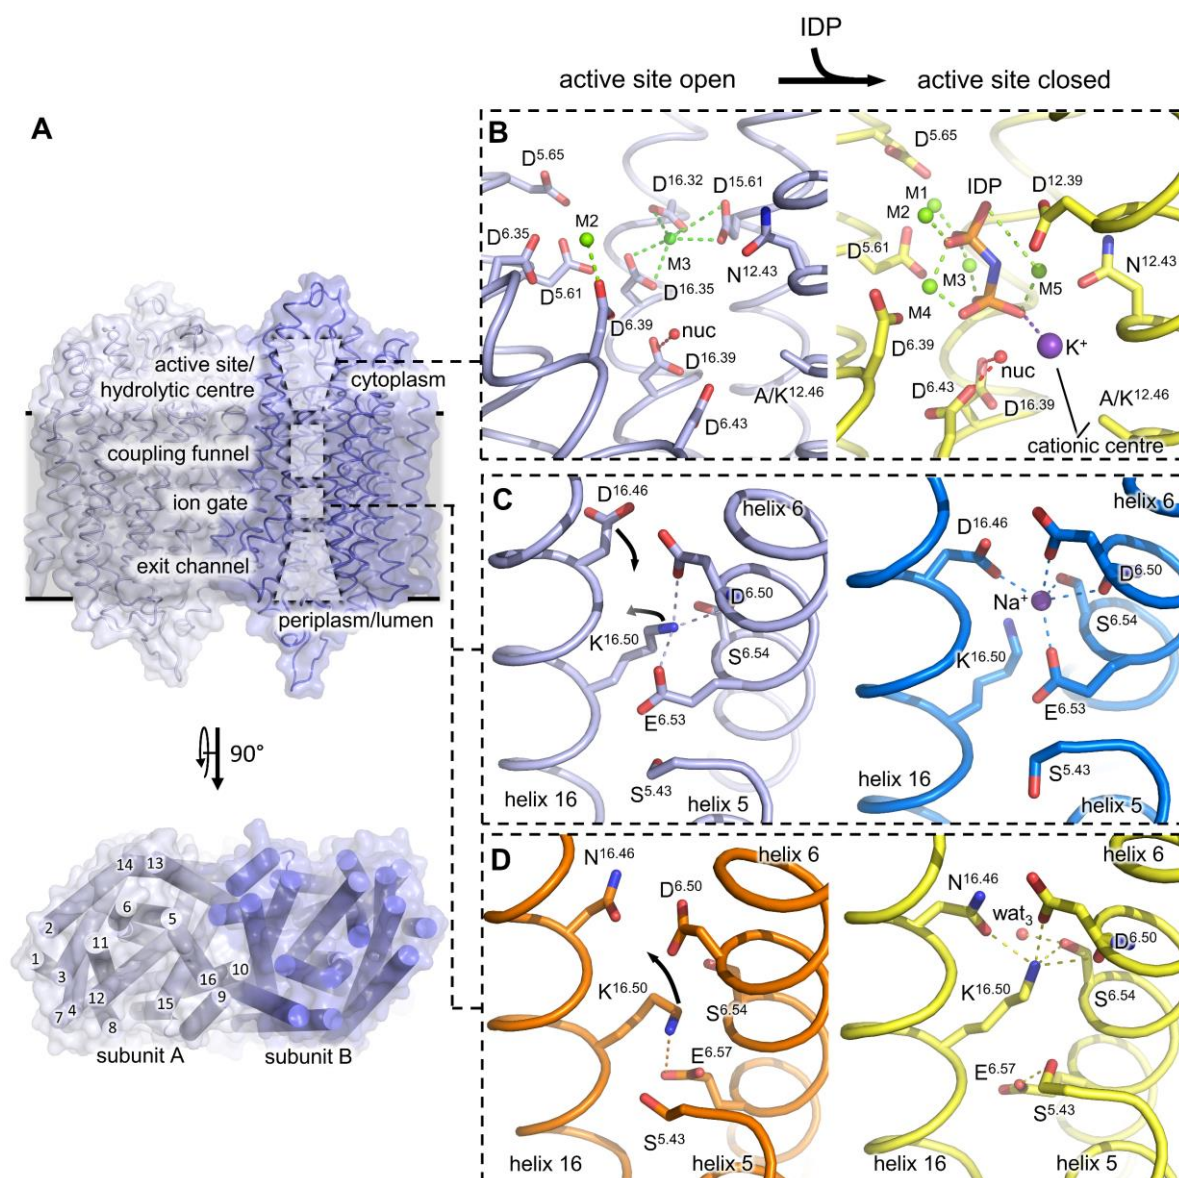 IDP
active site open
active site closed
A
active site/
hydrolytic centre
cytoplasm
coupling funnel
ion gate
exit channel
periplasm/lumen
90°
14
13
6
5
2
11
1
3
16
10
12
9
7
4
15
8
subunit A
subunit B
B
D5.65
D16.32
D15.61
M2
D6.35
M3
N12.43
D5.61
D16.35
D6.39
nuc
D16.39
A/K12.46
D6.43
D5.65
IDP
D12.39
M1
M2
D5.61
M3
M5
N12.43
M4
D6.39
K+
nuc
D6.43
D16.39
A/K12.46
cationic centre
C
D16.46
helix 6
D6.50
K16.50
S6.54
E6.53
helix 16
S5.43
helix 5
helix 6
D16.46
D6.50
Na+
S6.54
K16.50
E6.53
S5.43
helix 16
helix 5
D
N16.46
helix 6
D6.50
K16.50
S6.54
E6.57
S5.43
helix 16
helix 5
helix 6
N16.46
wat3
D6.50
K16.50
S6.54
E6.57
S5.43
helix 16
helix 5